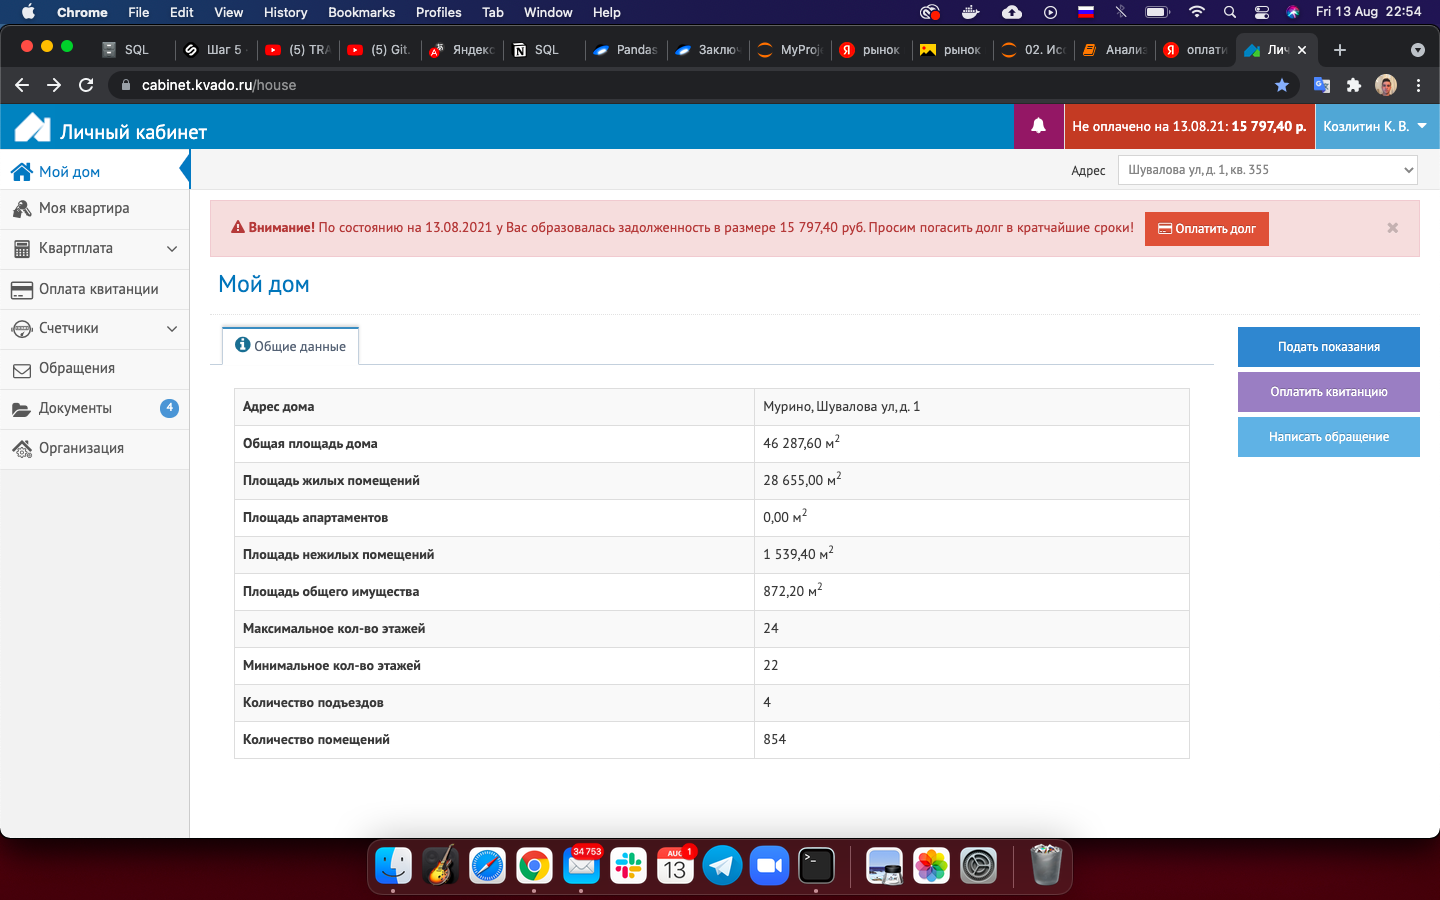 Chrome File Edit View History Bookmarks Profiles Tab Window Help Fri 13 Aug 22:54
SQL Шаг 5 (5) TRA (5) Git. Яндекс SQL Pandas Заключ MyProj рынок рынок 02. Исс Анализ оплати Лич
cabinet.kvado.ru/house
Личный кабинет
Не оплачено на 13.08.21: 15 797,40 р.
Козлитин К. В.
Мой дом
Моя квартира
Квартплата
Оплата квитанции
Счетчики
Обращения
Документы 4
Организация
Адрес Шувалова ул, д. 1, кв. 355
Внимание! По состоянию на 13.08.2021 у Вас образовалась задолженность в размере 15 797,40 руб. Просим погасить долг в кратчайшие сроки! Оплатить долг
Мой дом
Общие данные
Адрес дома Мурино, Шувалова ул, д. 1
Общая площадь дома 46 287,60 м²
Площадь жилых помещений 28 655,00 м²
Площадь апартаментов 0,00 м²
Площадь нежилых помещений 1 539,40 м²
Площадь общего имущества 872,20 м²
Максимальное кол-во этажей 24
Минимальное кол-во этажей 22
Количество подъездов 4
Количество помещений 854
Подать показания
Оплатить квитанцию
Написать обращение
34 753
AUG 1
13